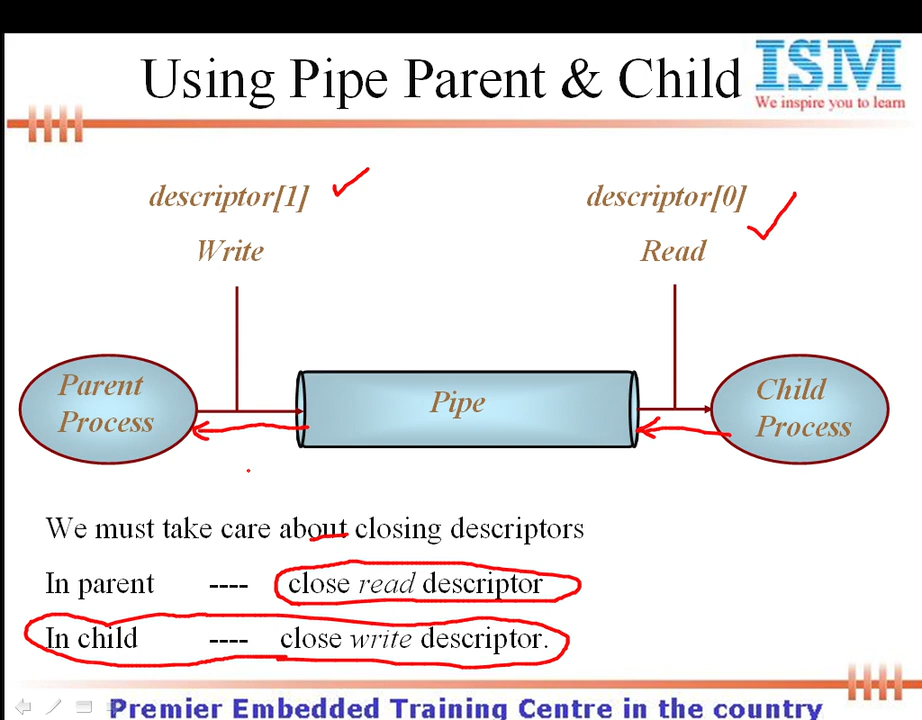 Using Pipe Parent & Child
ISM
We inspire you to learn
descriptor[1]
descriptor[0]
Write
Read
Parent
Process
Pipe
Child
Process
We must take care about closing descriptors
In parent ---- close read descriptor
In child ---- close write descriptor.
Premier Embedded Training Centre in the country